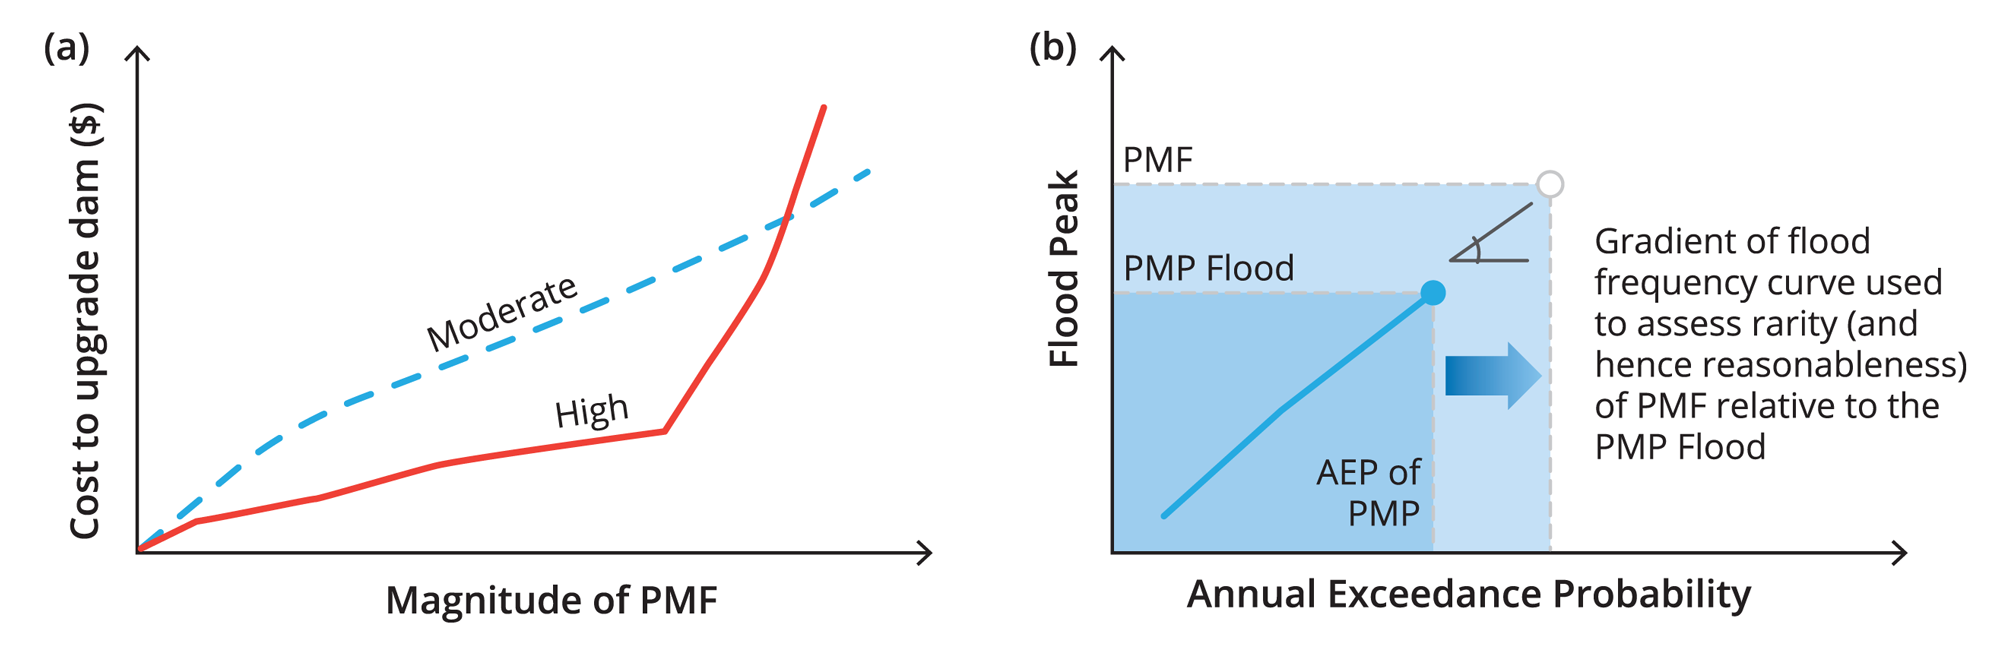 (a)
Cost to upgrade dam ($)
Moderate
High
Magnitude of PMF
(b)
Flood Peak
PMF
PMP Flood
AEP of
PMP
Gradient of flood
frequency curve used
to assess rarity (and
hence reasonableness)
of PMF relative to the
PMP Flood
Annual Exceedance Probability